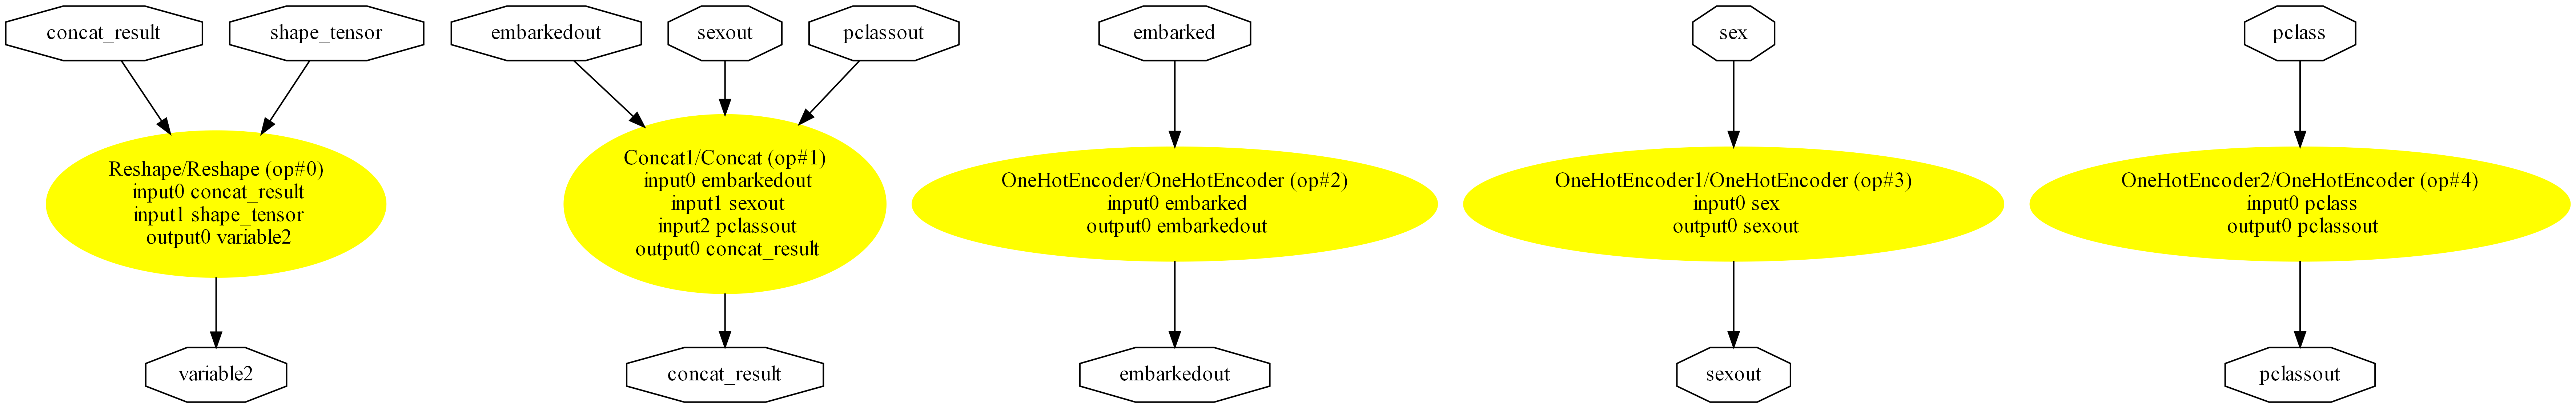 concat_result
shape_tensor
embarkedout
sexout
pclassout
embarked
sex
pclass
Reshape/Reshape (op#0)
input0 concat_result
input1 shape_tensor
output0 variable2
Concat1/Concat (op#1)
input0 embarkedout
input1 sexout
input2 pclassout
output0 concat_result
OneHotEncoder/OneHotEncoder (op#2)
input0 embarked
output0 embarkedout
OneHotEncoder1/OneHotEncoder (op#3)
input0 sex
output0 sexout
OneHotEncoder2/OneHotEncoder (op#4)
input0 pclass
output0 pclassout
variable2
concat_result
embarkedout
sexout
pclassout